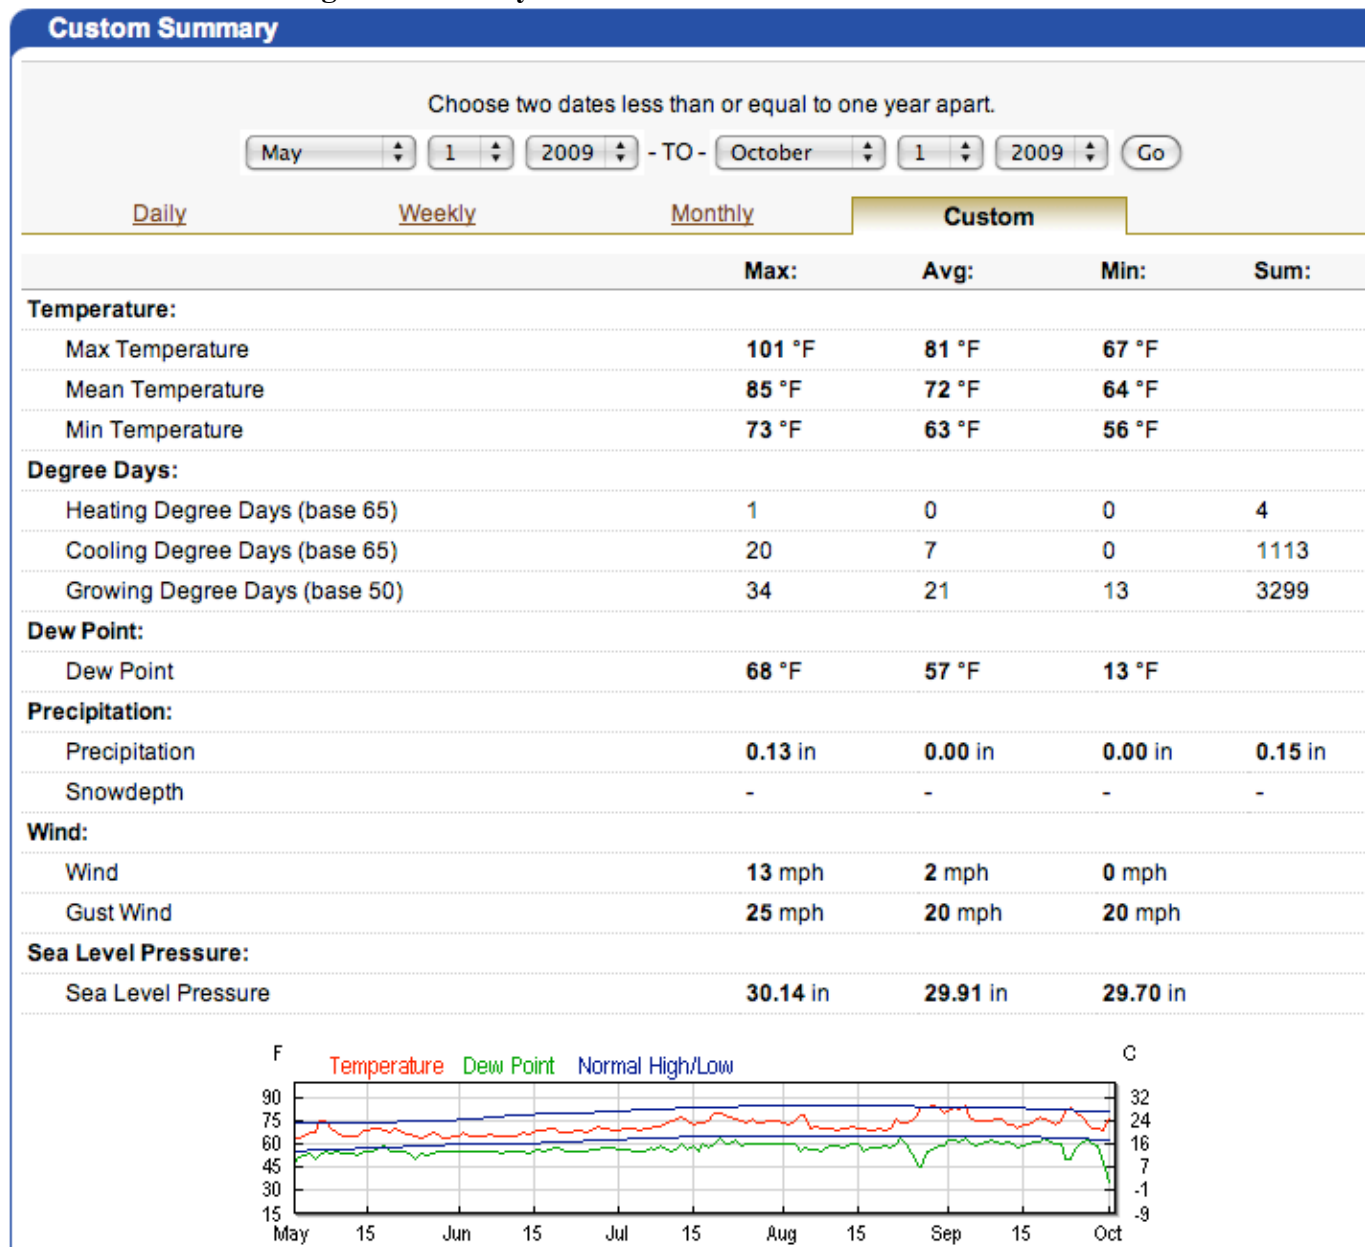 Custom Summary
Choose two dates less than or equal to one year apart.
May 1 2009 - TO - October 1 2009 Go
Daily Weekly Monthly Custom
Max: Avg: Min: Sum:
Temperature:
Max Temperature 101 °F 81 °F 67 °F
Mean Temperature 85 °F 72 °F 64 °F
Min Temperature 73 °F 63 °F 56 °F
Degree Days:
Heating Degree Days (base 65) 1 0 0 4
Cooling Degree Days (base 65) 20 7 0 1113
Growing Degree Days (base 50) 34 21 13 3299
Dew Point:
Dew Point 68 °F 57 °F 13 °F
Precipitation:
Precipitation 0.13 in 0.00 in 0.00 in 0.15 in
Snowdepth - - - -
Wind:
Wind 13 mph 2 mph 0 mph
Gust Wind 25 mph 20 mph 20 mph
Sea Level Pressure:
Sea Level Pressure 30.14 in 29.91 in 29.70 in
F Temperature Dew Point Normal High/Low C
90 32
75 24
60 16
45 7
30 -1
15 -9
May 15 Jun 15 Jul 15 Aug 15 Sep 15 Oct